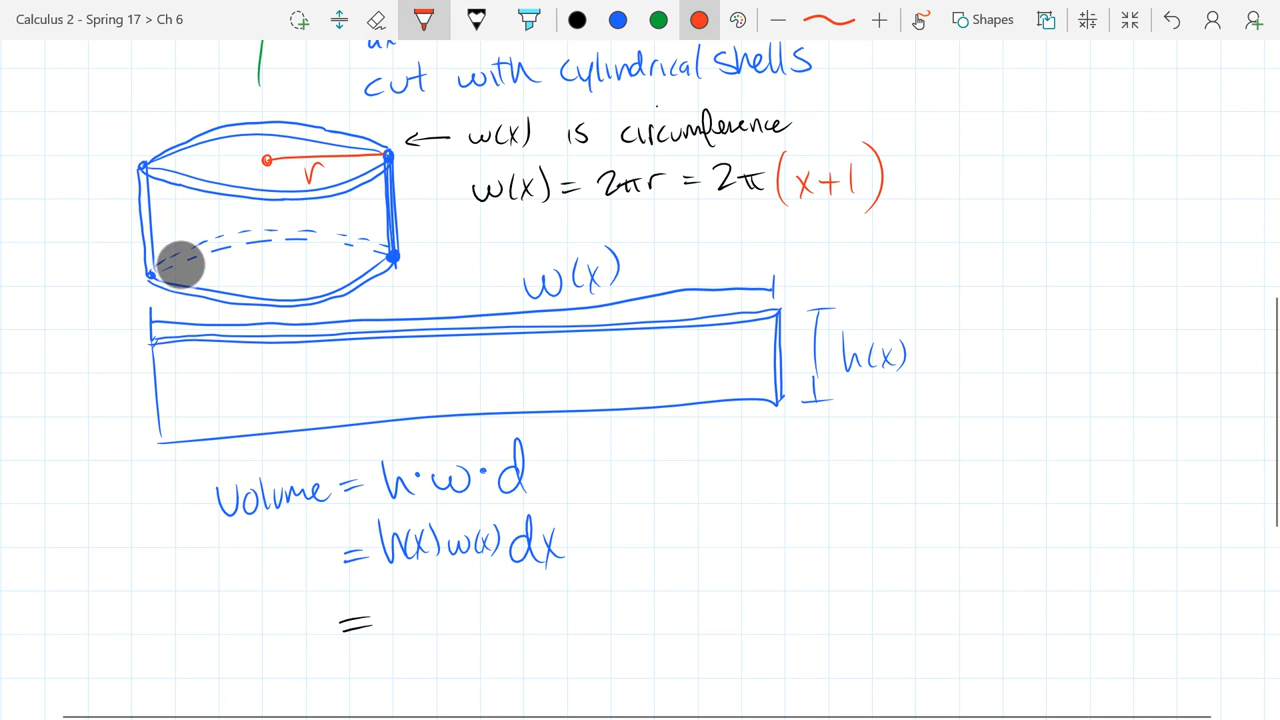 Calculus 2 - Spring 17 > Ch 6
Shapes
cut with cylindrical shells
← w(x) is circumference
r
w(x) = 2πr = 2π(x+1)
w(x)
h(x)
Volume = h·w·d
= h(x) w(x) dx
=